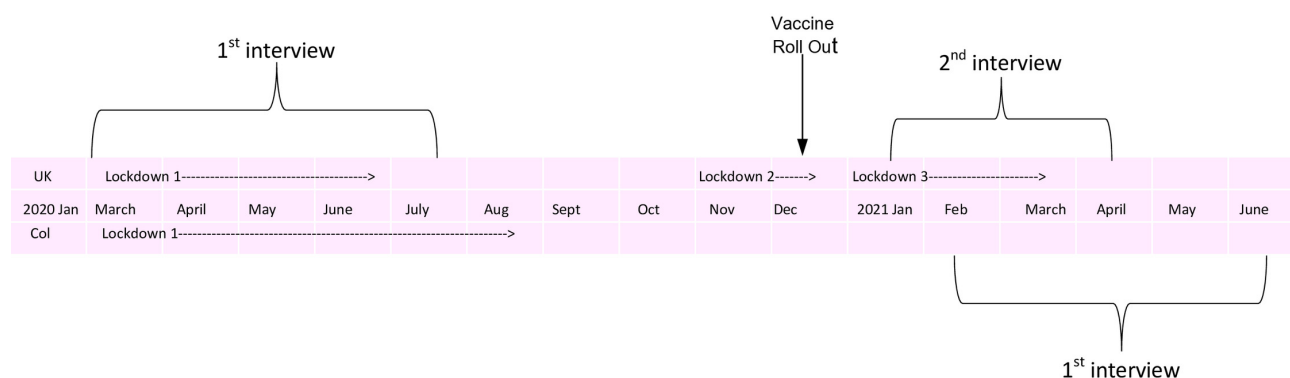 Vaccine
Roll Out
1st interview
2nd interview
UK Lockdown 1--------------------------------------> Lockdown 2-------> Lockdown 3----------------------->
2020 Jan March April May June July Aug Sept Oct Nov Dec 2021 Jan Feb March April May June
Col Lockdown 1-------------------------------------------------------------------->
1st interview